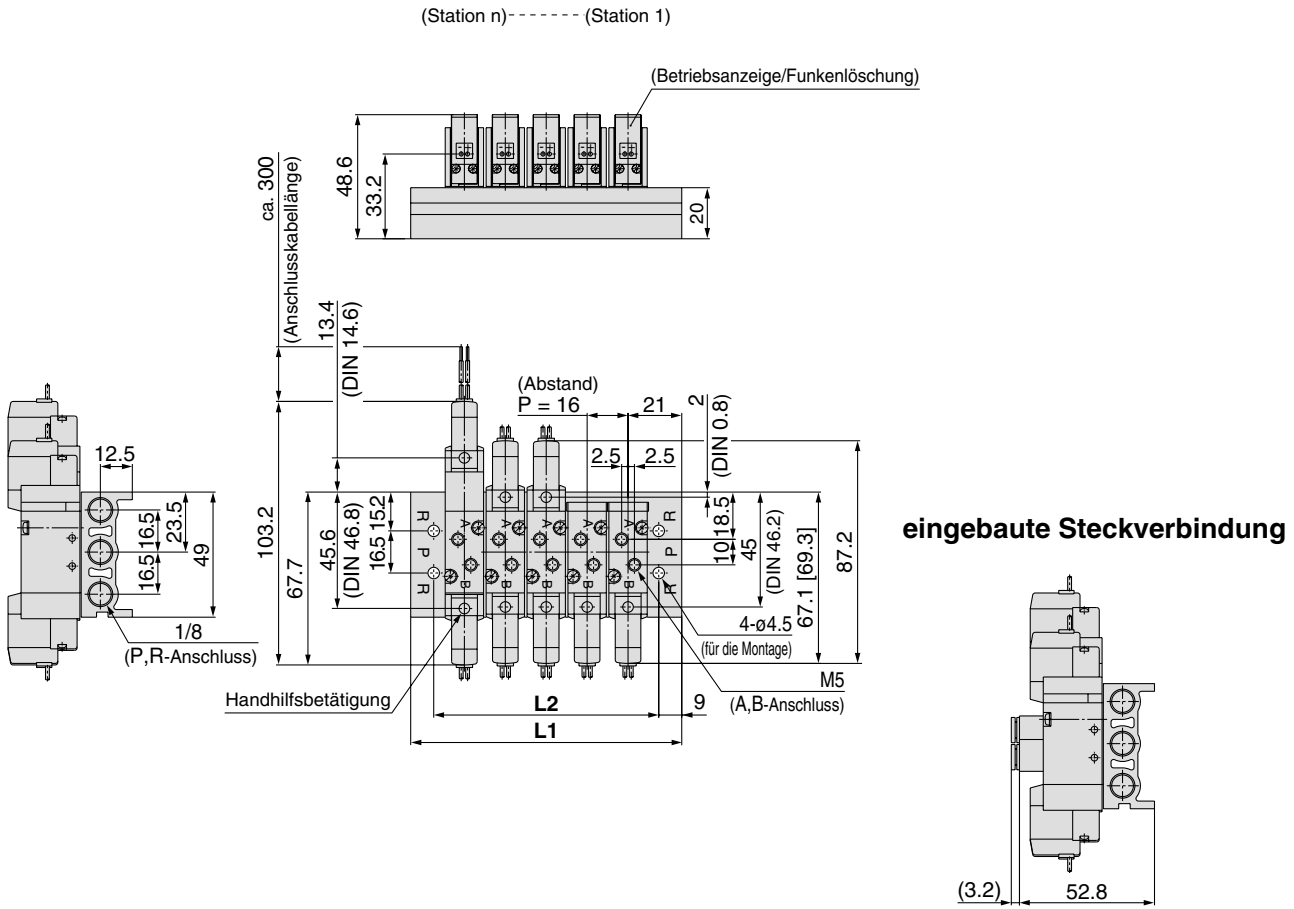 (Station n)-------(Station 1)
(Betriebsanzeige/Funkenlöschung)
48.6
33.2
20
ca. 300
(Anschlusskabellänge)
13.4
(DIN 14.6)
(Abstand)
P = 16
21
2
(DIN 0.8)
2.5
2.5
12.5
16.5
16.5
23.5
49
1/8
(P,R-Anschluss)
103.2
67.7
45.6
(DIN 46.8)
16.5
15.2
R
P
R
A
A
A
A
A
B
B
B
B
B
R
P
R
18.5
10
45
(DIN 46.2)
67.1 [69.3]
87.2
4-ø4.5
(für die Montage)
M5
(A,B-Anschluss)
Handhilfsbetätigung
L2
9
L1
eingebaute Steckverbindung
(3.2)
52.8